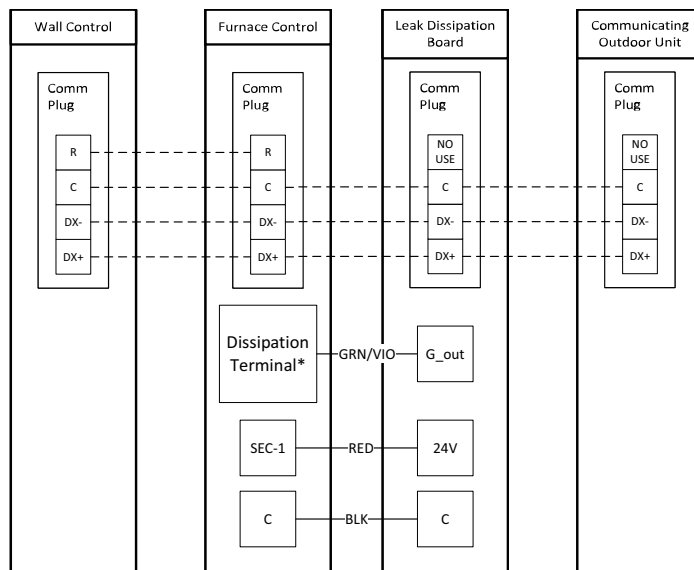 Wall Control
Furnace Control
Leak Dissipation
Board
Communicating
Outdoor Unit
Comm
Plug
R
C
DX-
DX+
Comm
Plug
R
C
DX-
DX+
Comm
Plug
NO
USE
C
DX-
DX+
Comm
Plug
NO
USE
C
DX-
DX+
Dissipation
Terminal*
GRN/VIO
G_out
SEC-1
RED
24V
C
BLK
C